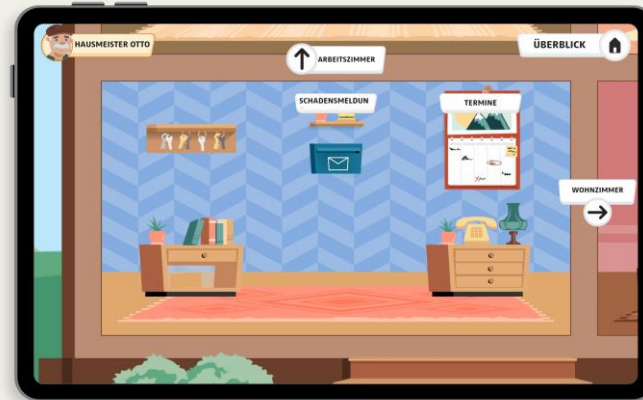 HAUSMEISTER OTTO
ARBEITSZIMMER
ÜBERBLICK
SCHADENSMELDUN
TERMINE
WOHNZIMMER